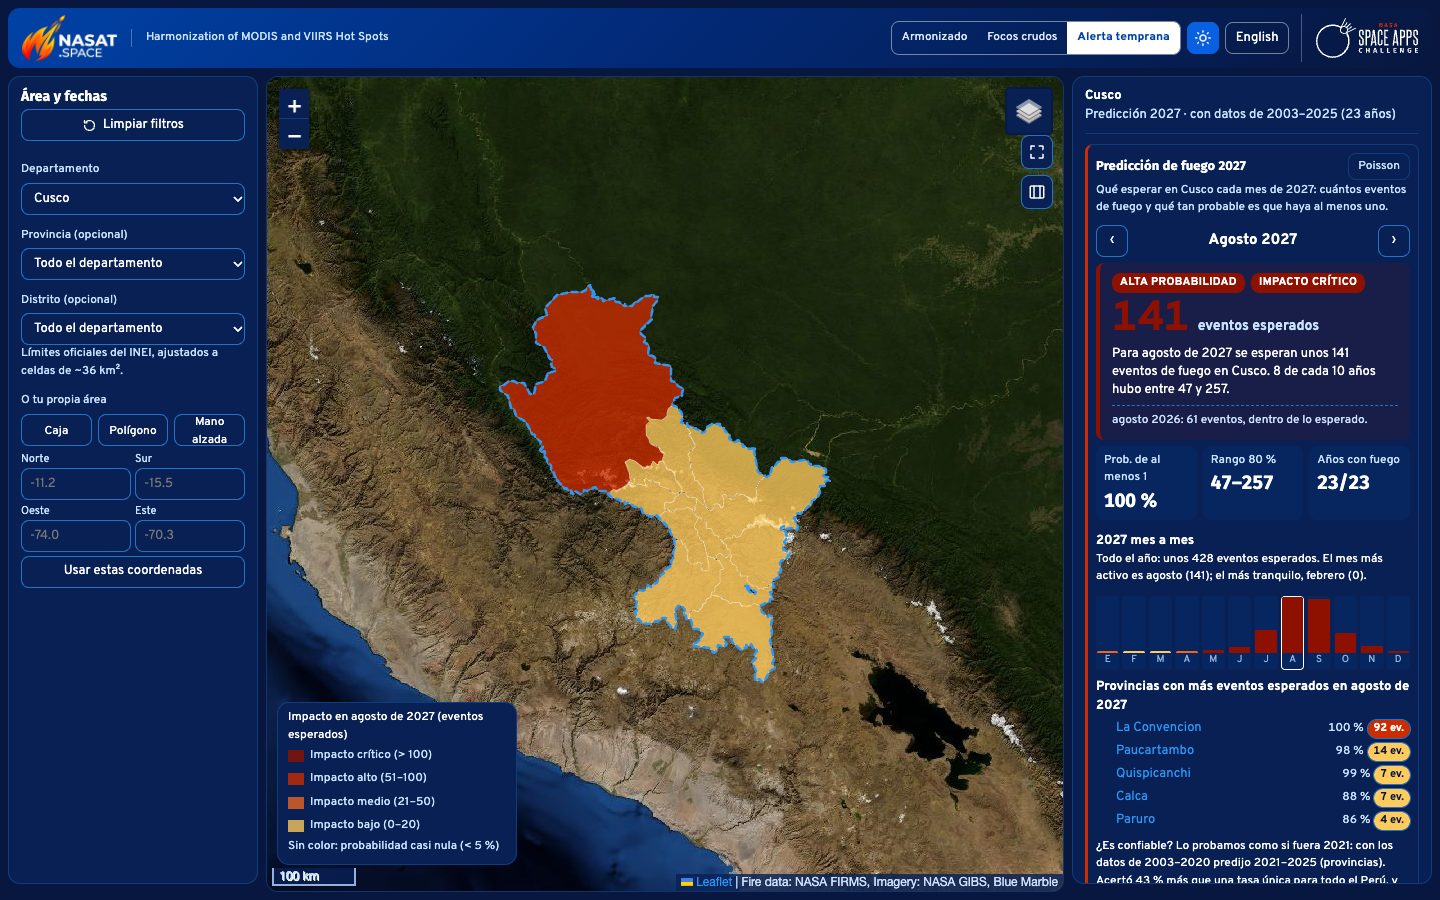 NASAT
.SPACE
Harmonization of MODIS and VIIRS Hot Spots
Armonizado
Focos crudos
Alerta temprana
English
NASA
SPACE APPS
CHALLENGE
Área y fechas
Limpiar filtros
Departamento
Cusco
Provincia (opcional)
Todo el departamento
Distrito (opcional)
Todo el departamento
Límites oficiales del INEI, ajustados a
celdas de ~36 km².
O tu propia área
Caja
Polígono
Mano
alzada
Norte
Sur
-11.2
-15.5
Oeste
Este
-74.0
-70.3
Usar estas coordenadas
+
−
Impacto en agosto de 2027 (eventos
esperados)
Impacto crítico (> 100)
Impacto alto (51–100)
Impacto medio (21–50)
Impacto bajo (0–20)
Sin color: probabilidad casi nula (< 5 %)
100 km
Leaflet | Fire data: NASA FIRMS, Imagery: NASA GIBS, Blue Marble
Cusco
Predicción 2027 · con datos de 2003–2025 (23 años)
Predicción de fuego 2027
Poisson
Qué esperar en Cusco cada mes de 2027: cuántos eventos
de fuego y qué tan probable es que haya al menos uno.
‹
Agosto 2027
›
ALTA PROBABILIDAD
IMPACTO CRÍTICO
141 eventos esperados
Para agosto de 2027 se esperan unos 141
eventos de fuego en Cusco. 8 de cada 10 años
hubo entre 47 y 257.
agosto 2026: 61 eventos, dentro de lo esperado.
Prob. de al
menos 1
100 %
Rango 80 %
47–257
Años con fuego
23/23
2027 mes a mes
Todo el año: unos 428 eventos esperados. El mes más
activo es agosto (141); el más tranquilo, febrero (0).
E F M A M J J A S O N D
Provincias con más eventos esperados en agosto de
2027
La Convencion 100 % 92 ev.
Paucartambo 98 % 14 ev.
Quispicanchi 99 % 7 ev.
Calca 88 % 7 ev.
Paruro 86 % 4 ev.
¿Es confiable? Lo probamos como si fuera 2021: con los
datos de 2003–2020 predijo 2021–2025 (provincias).
Acertó 43 % más que una tasa única para todo el Perú, y